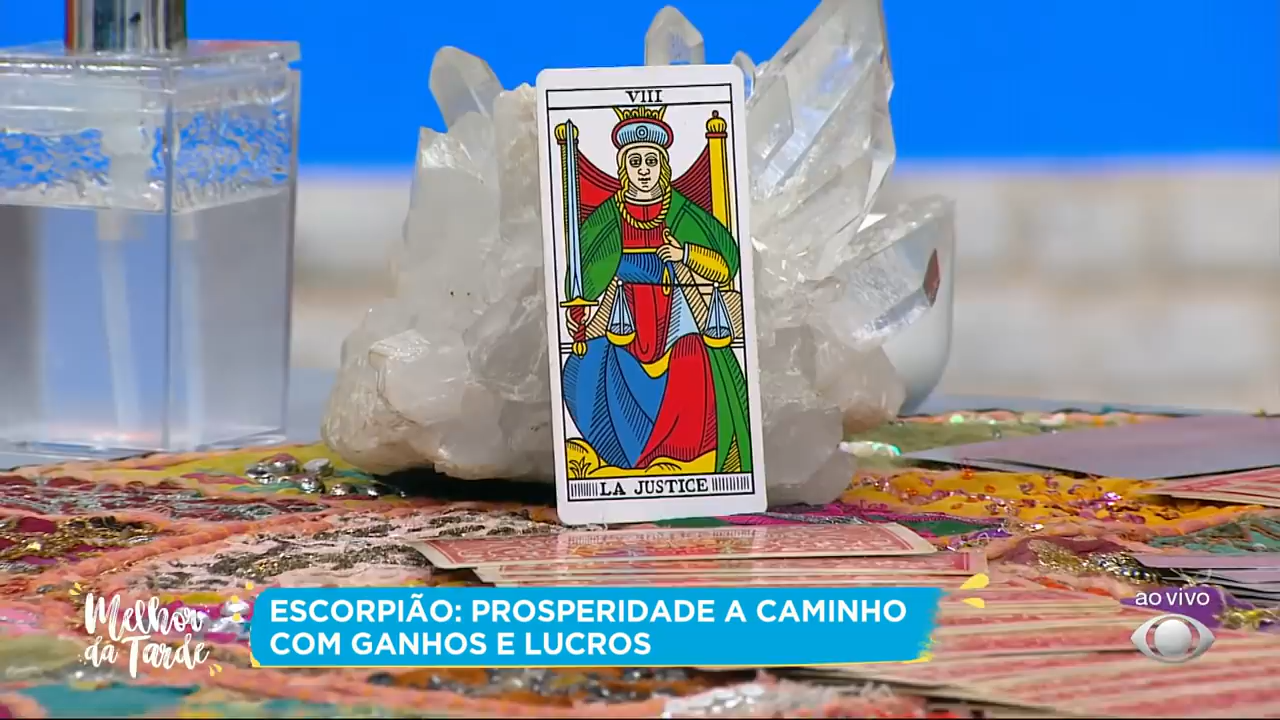 VIII
LA JUSTICE
Melhor
da Tarde
ESCORPIÃO: PROSPERIDADE A CAMINHO
COM GANHOS E LUCROS
ao vivo